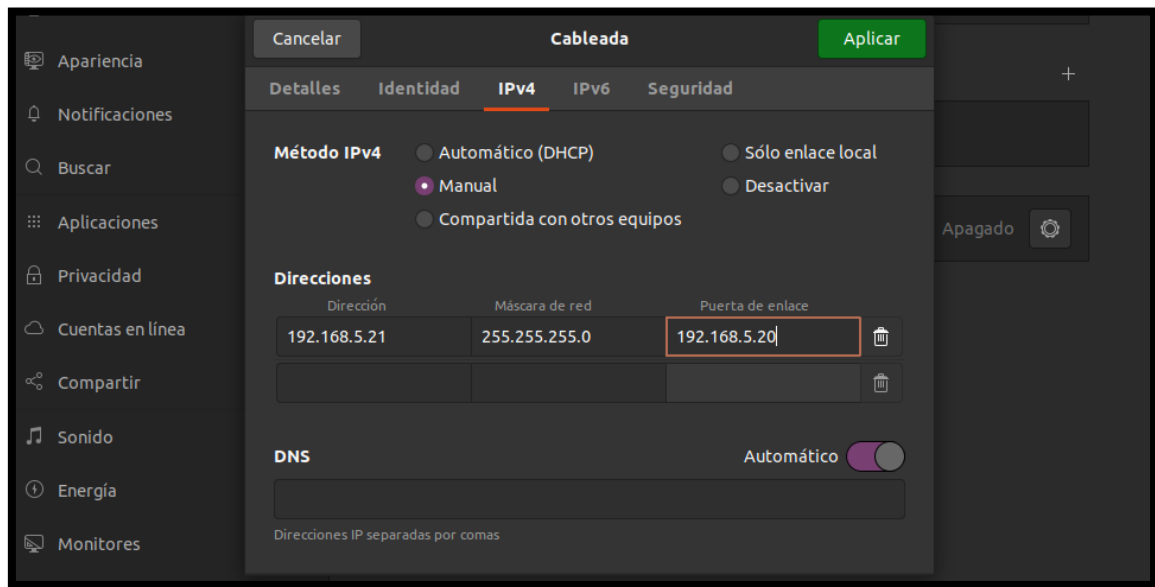 Cancelar Cableada Aplicar
Detalles Identidad IPv4 IPv6 Seguridad
Apariencia
Notificaciones
Buscar
Aplicaciones
Privacidad
Cuentas en línea
Compartir
Sonido
Energía
Monitores
Método IPv4 Automático (DHCP) Sólo enlace local
Manual Desactivar
Compartida con otros equipos
Direcciones
Dirección Máscara de red Puerta de enlace
192.168.5.21 255.255.255.0 192.168.5.20
DNS Automático
Direcciones IP separadas por comas
Apagado